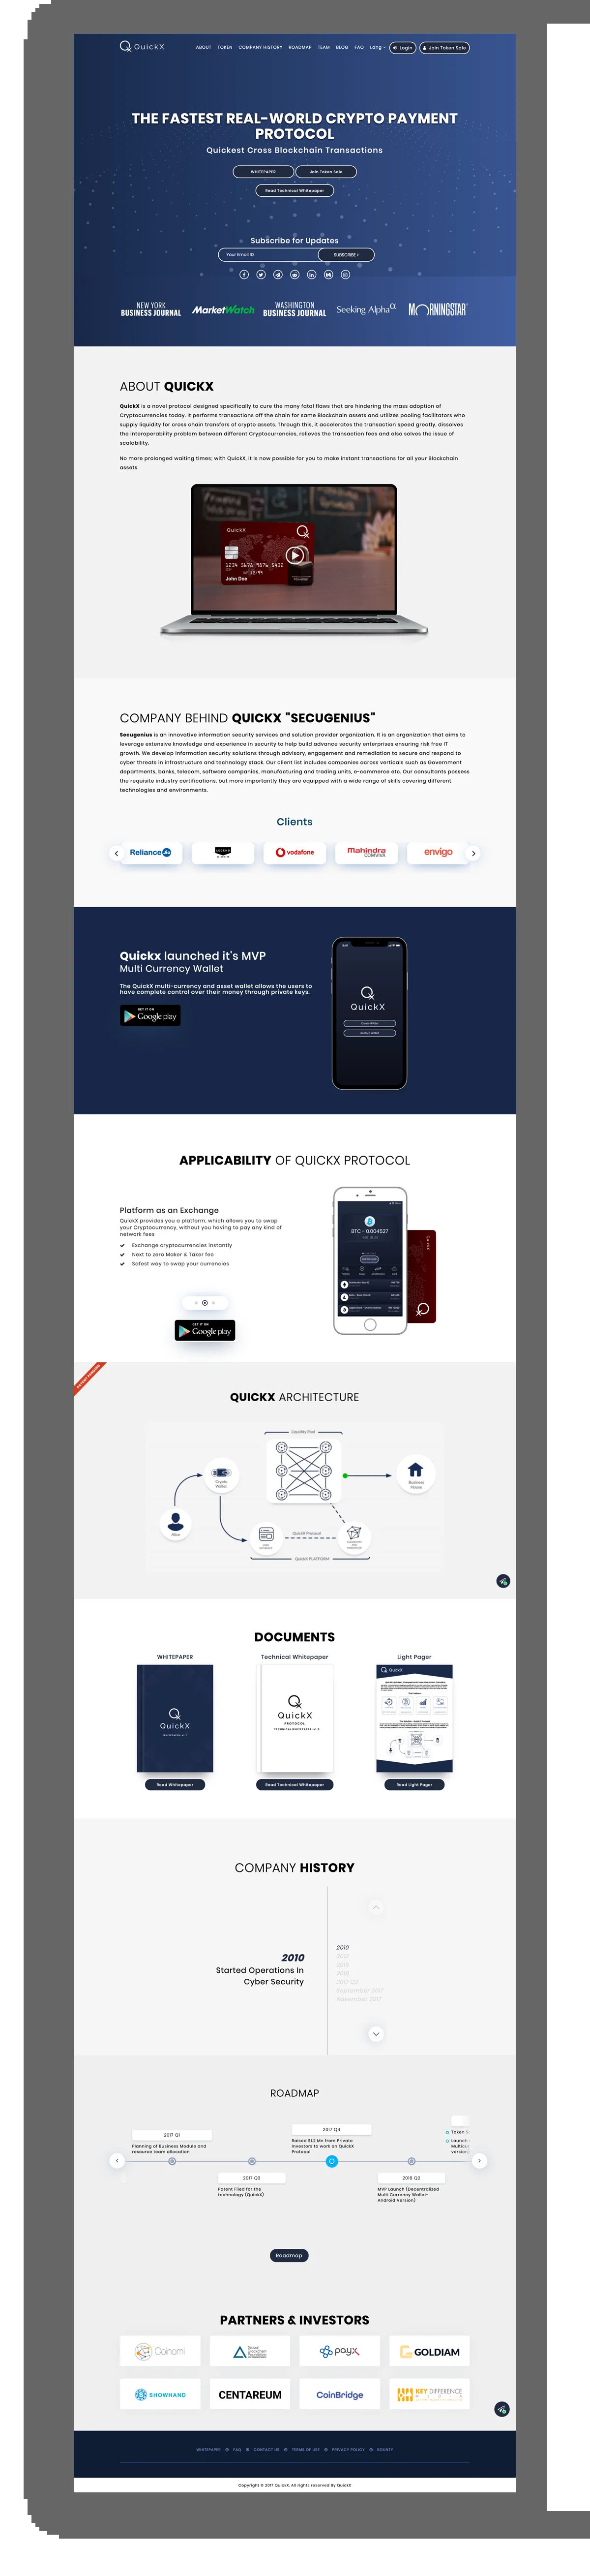 QuickX
ABOUT TOKEN COMPANY HISTORY ROADMAP TEAM BLOG FAQ Lang Login Join Token Sale
THE FASTEST REAL-WORLD CRYPTO PAYMENT
PROTOCOL
Quickest Cross Blockchain Transactions
WHITEPAPER Join Token Sale
Read Technical Whitepaper
Subscribe for Updates
Your Email ID SUBSCRIBE >
NEW YORK BUSINESS JOURNAL MarketWatch WASHINGTON BUSINESS JOURNAL Seeking Alpha α MORNINGSTAR
ABOUT QUICKX
QuickX is a novel protocol designed specifically to cure the many fatal flaws that are hindering the mass adoption of
Cryptocurrencies today. It performs transactions off the chain for same Blockchain assets and utilizes pooling facilitators who
supply liquidity for cross chain transfers of crypto assets. Through this, it accelerates the transaction speed greatly, dissolves
the interoperability problem between different Cryptocurrencies, relieves the transaction fees and also solves the issue of
scalability.
No more prolonged waiting times; with QuickX, it is now possible for you to make instant transactions for all your Blockchain
assets.
QuickX
1234 5678 9876 5432
12/99
John Doe
COMPANY BEHIND QUICKX "SECUGENIUS"
Secugenius is an innovative information security services and solution provider organization. It is an organization that aims to
leverage extensive knowledge and experience in security to help build advance security enterprises ensuring risk free IT
growth. We develop information security solutions through advisory, engagement and remediation to secure and respond to
cyber threats in infrastructure and technology stack. Our client list includes companies across verticals such as Government
departments, banks, telecom, software companies, manufacturing and trading units, e-commerce etc. Our consultants possess
the requisite industry certifications, but more importantly they are equipped with a wide range of skills covering different
technologies and environments.
Clients
Reliance Jio LEGEND vodafone Mahindra COMVIVA envigo
Quickx launched it's MVP
Multi Currency Wallet
The QuickX multi-currency and asset wallet allows the users to
have complete control over their money through private keys.
GET IT ON
Google play
QuickX
Create Wallet
Restore Wallet
APPLICABILITY OF QUICKX PROTOCOL
Platform as an Exchange
QuickX provides you a platform, which allows you to swap
your Cryptocurrency, without you having to pay any kind of
network fees
Exchange cryptocurrencies instantly
Next to zero Maker & Taker fee
Safest way to swap your currencies
GET IT ON
Google play
BTC - 0.004527
QuickX
QUICKX ARCHITECTURE
Liquidity Pool
Crypto
Wallet
Business
House
Alice
QuickX Protocol
QuickX PLATFORM
DOCUMENTS
WHITEPAPER Technical Whitepaper Light Pager
QuickX
QuickX
PROTOCOL
TECHNICAL WHITEPAPER
QuickX
Read Whitepaper Read Technical Whitepaper Read Light Pager
COMPANY HISTORY
2010
Started Operations In
Cyber Security
2010
2017 Q2
September 2017
November 2017
ROADMAP
2017 Q1
Planning of Business Module and
resource team allocation
2017 Q3
Patent Filed for the
technology (QuickX)
2017 Q4
Raised $1.2 Mn from Private
Investors to work on QuickX
Protocol
2018 Q2
MVP Launch (Decentralized
Multi Currency Wallet-
Android Version)
Token
Launch
version)
Roadmap
PARTNERS & INVESTORS
Conomi Global Blockchain Foundation payx GOLDIAM
SHOWHAND CENTAREUM CoinBridge KEY DIFFERENCE MEDIA
WHITEPAPER FAQ CONTACT US TERMS OF USE PRIVACY POLICY BOUNTY
Copyright © 2017 QuickX. All rights reserved By QuickX